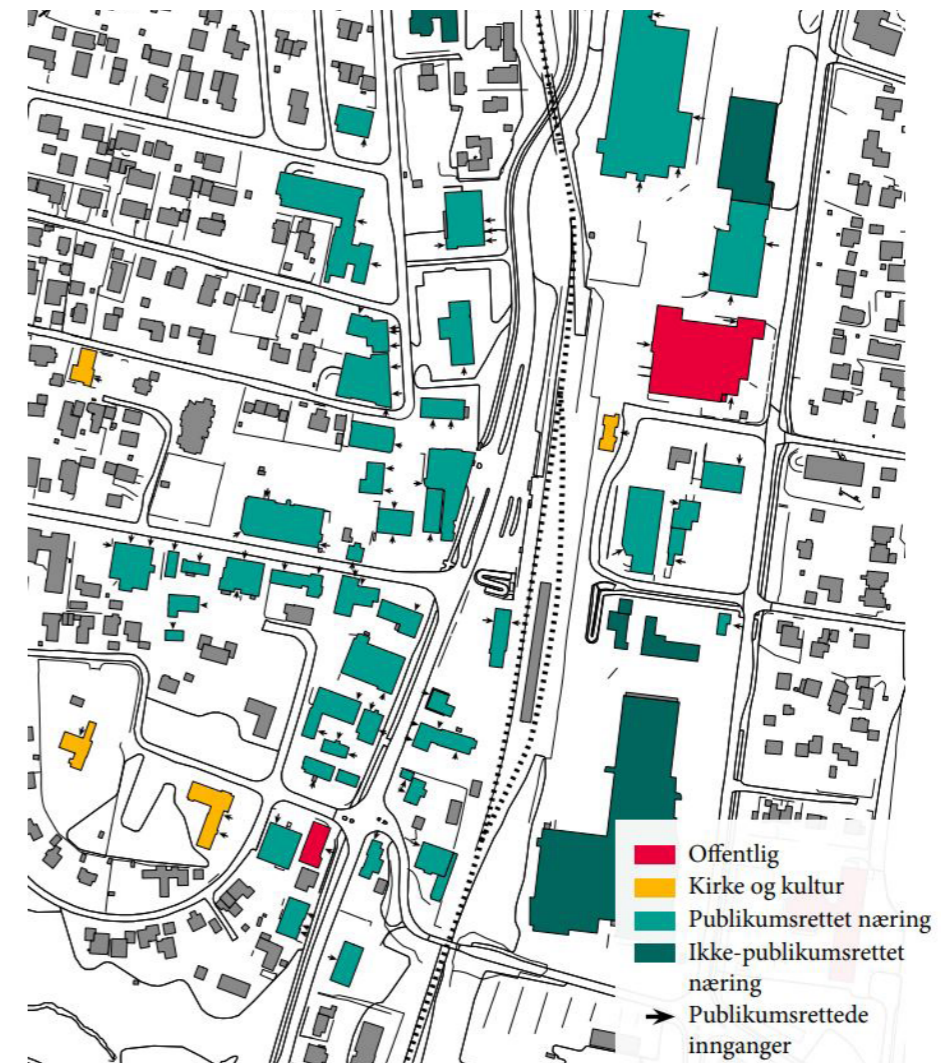 Offentlig
Kirke og kultur
Publikumsrettet næring
Ikke-publikumsrettet
næring
Publikumsrettede
innganger